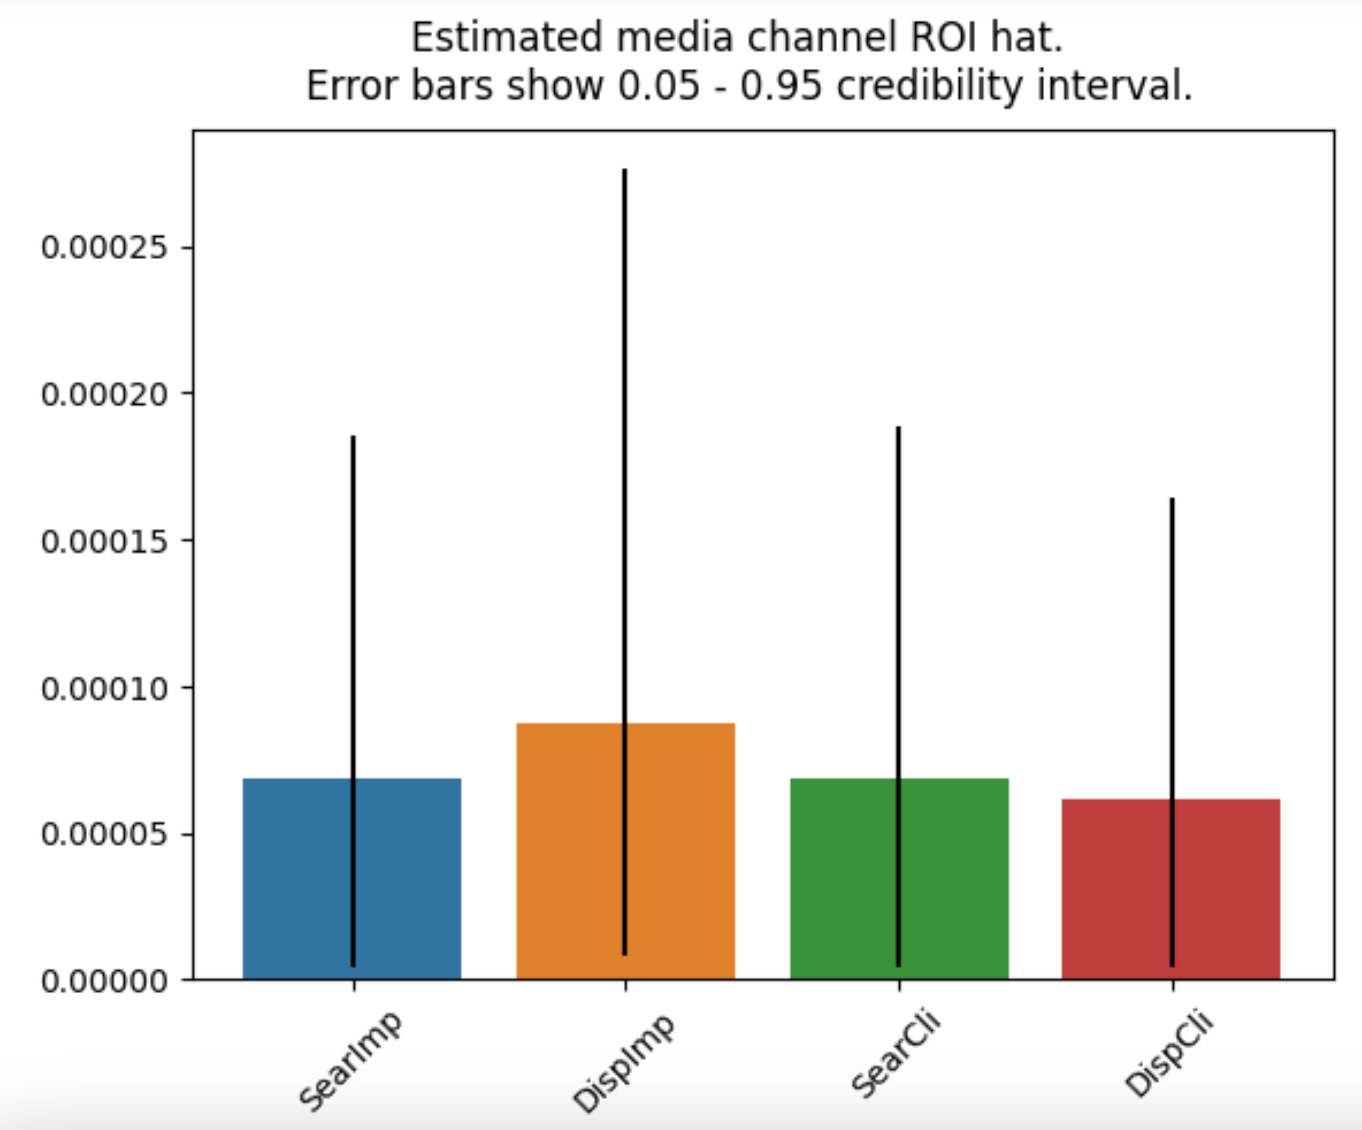 Estimated media channel ROI hat.
Error bars show 0.05 - 0.95 credibility interval.
0.00025
0.00020
0.00015
0.00010
0.00005
0.00000
SearImp
DispImp
SearCli
DispCli